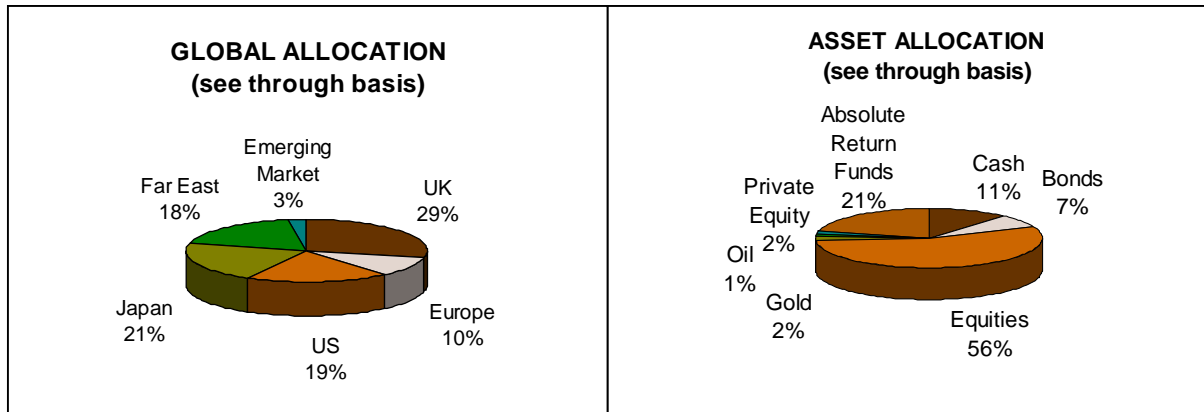 GLOBAL ALLOCATION
(see through basis)
Emerging
Market
3%
Far East
18%
UK
29%
Japan
21%
US
19%
Europe
10%
ASSET ALLOCATION
(see through basis)
Absolute
Return
Funds
21%
Cash
11%
Bonds
7%
Private
Equity
2%
Oil
1%
Gold
2%
Equities
56%